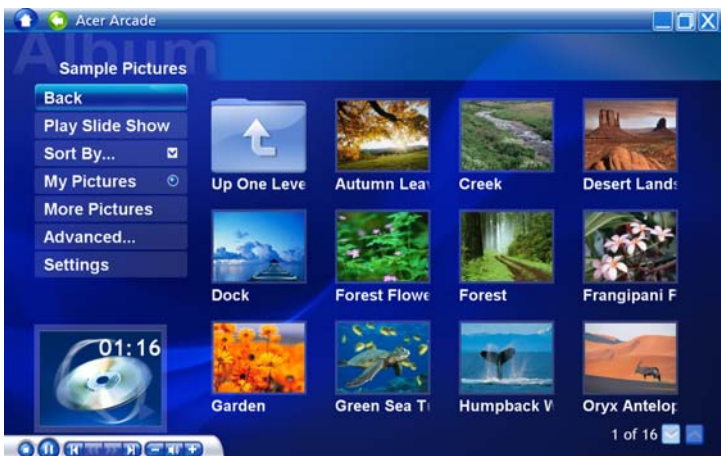 Acer Arcade
Album
Sample Pictures
Back
Play Slide Show
Sort By...
My Pictures
More Pictures
Advanced...
Settings
Up One Leve
Autumn Lea
Creek
Desert Land
Dock
Forest Flowe
Forest
Frangipani F
Garden
Green Sea T
Humpback W
Oryx Antelop
01:16
1 of 16